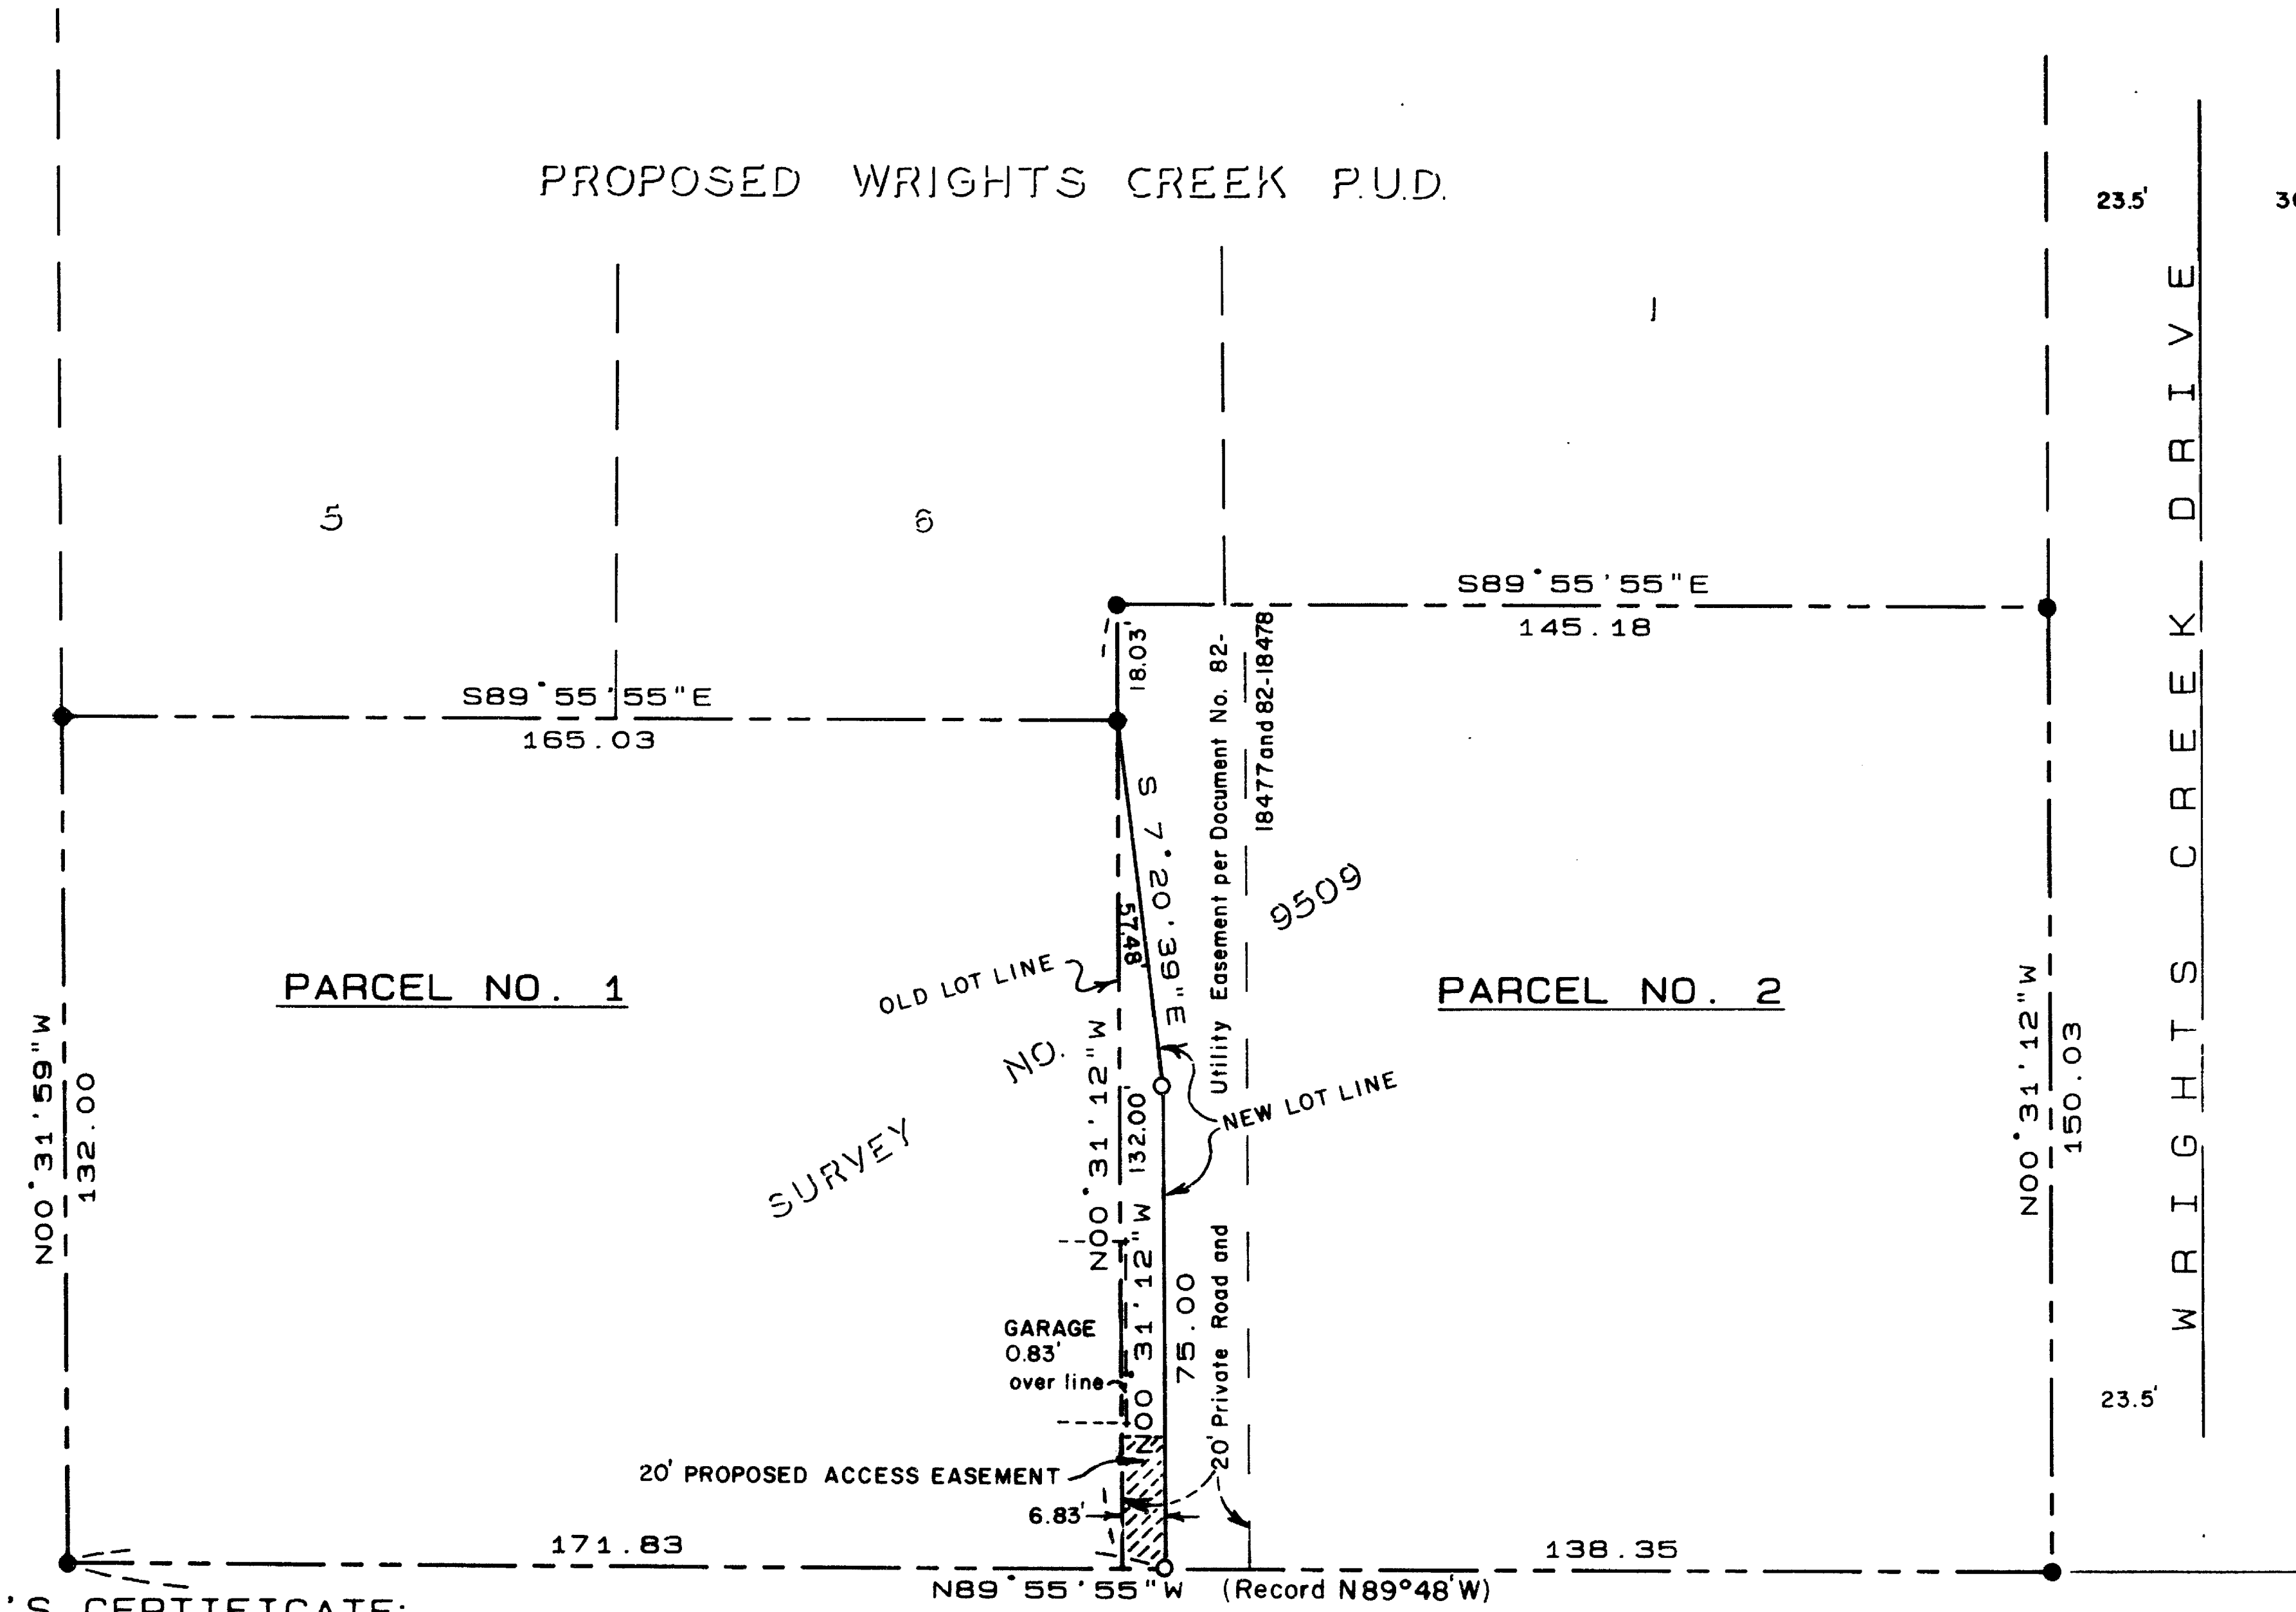 PROPOSED WRIGHTS CREEK P.U.D.
23.5'
1
5
6
S89°55'55"E
145.18
S89°55'55"E
165.03
18.03'
Utility Easement per Document No. 82-
18477 and 82-18478
S 7°20'39"E
57.48'
OLD LOT LINE
SURVEY NO. 9509
PARCEL NO. 1
PARCEL NO. 2
N00°31'59"W
132.00
N00°31'12"W
132.00'
NEW LOT LINE
N00°31'12"W
75.00
20' Private Road and
N00°31'12"W
150.03
WRIGHTS CREEK DRIVE
GARAGE
0.83'
over line
23.5'
20' PROPOSED ACCESS EASEMENT
6.83'
171.83
138.35
N89°55'55"W (Record N89°48'W)
'S CERTIFICATE: